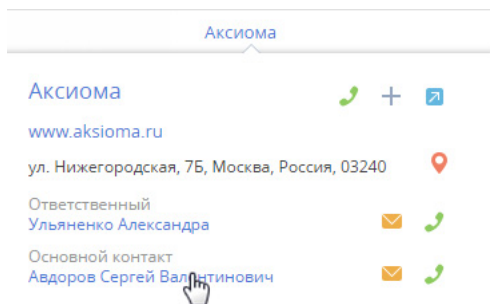 Аксиома
Аксиома
www.aksioma.ru
ул. Нижегородская, 7Б, Москва, Россия, 03240
Ответственный
Ульяненко Александра
Основной контакт
Авдоров Сергей Валентинович